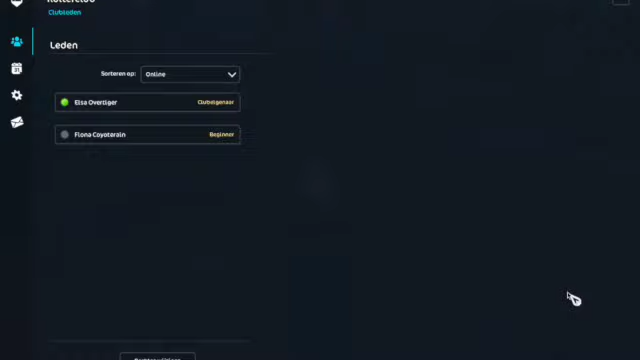 Clubleden
Leden
Sorteren op: Online
Elsa Overtiger Clubeigenaar
Fiona Coyoterain Beginner